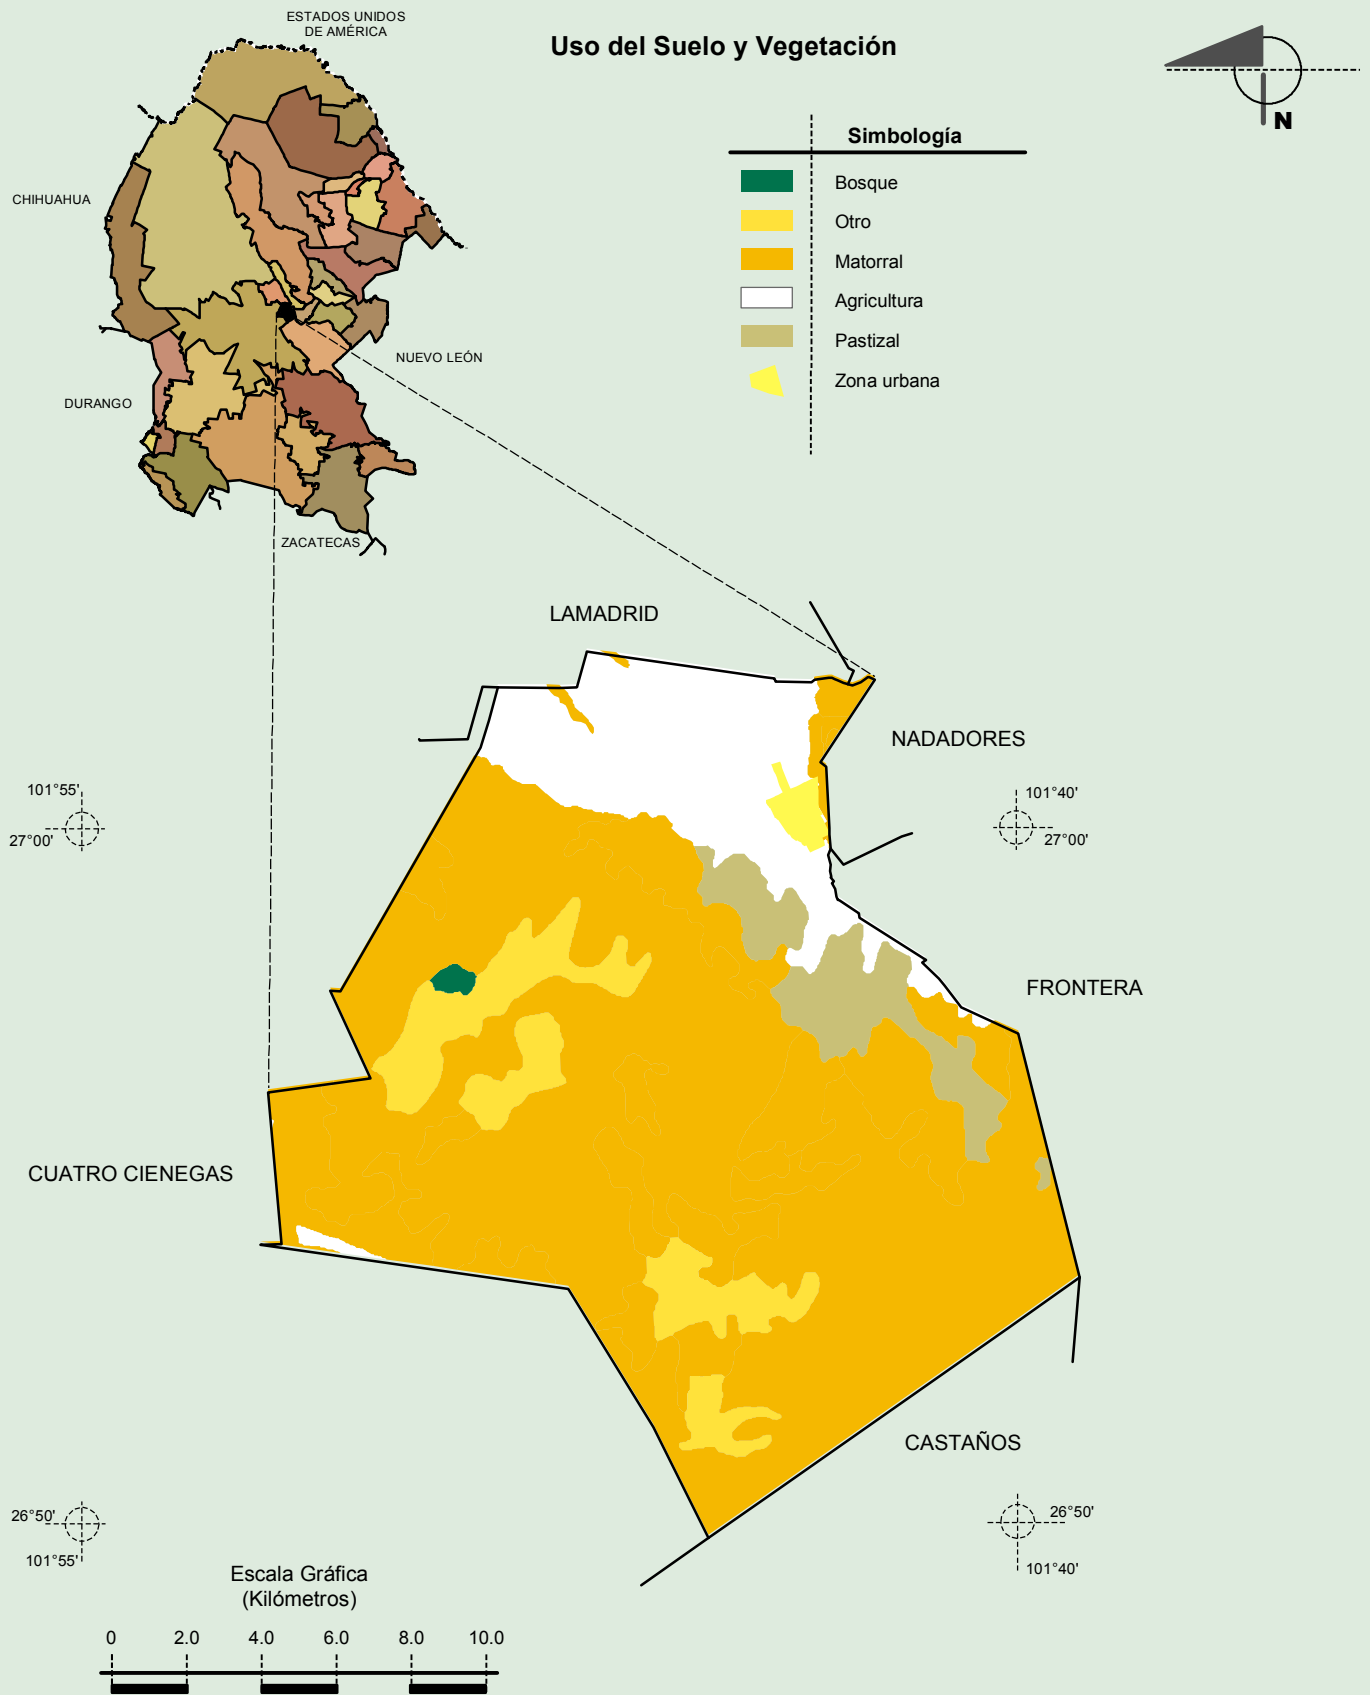 ESTADOS UNIDOS
DE AMÉRICA
Uso del Suelo y Vegetación
N
Simbología
Bosque
Otro
Matorral
Agricultura
Pastizal
Zona urbana
CHIHUAHUA
NUEVO LEÓN
DURANGO
ZACATECAS
LAMADRID
NADADORES
101°55'
27°00'
101°40'
27°00'
FRONTERA
CUATRO CIENEGAS
CASTAÑOS
26°50'
101°55'
26°50'
101°40'
Escala Gráfica
(Kilómetros)
0 2.0 4.0 6.0 8.0 10.0